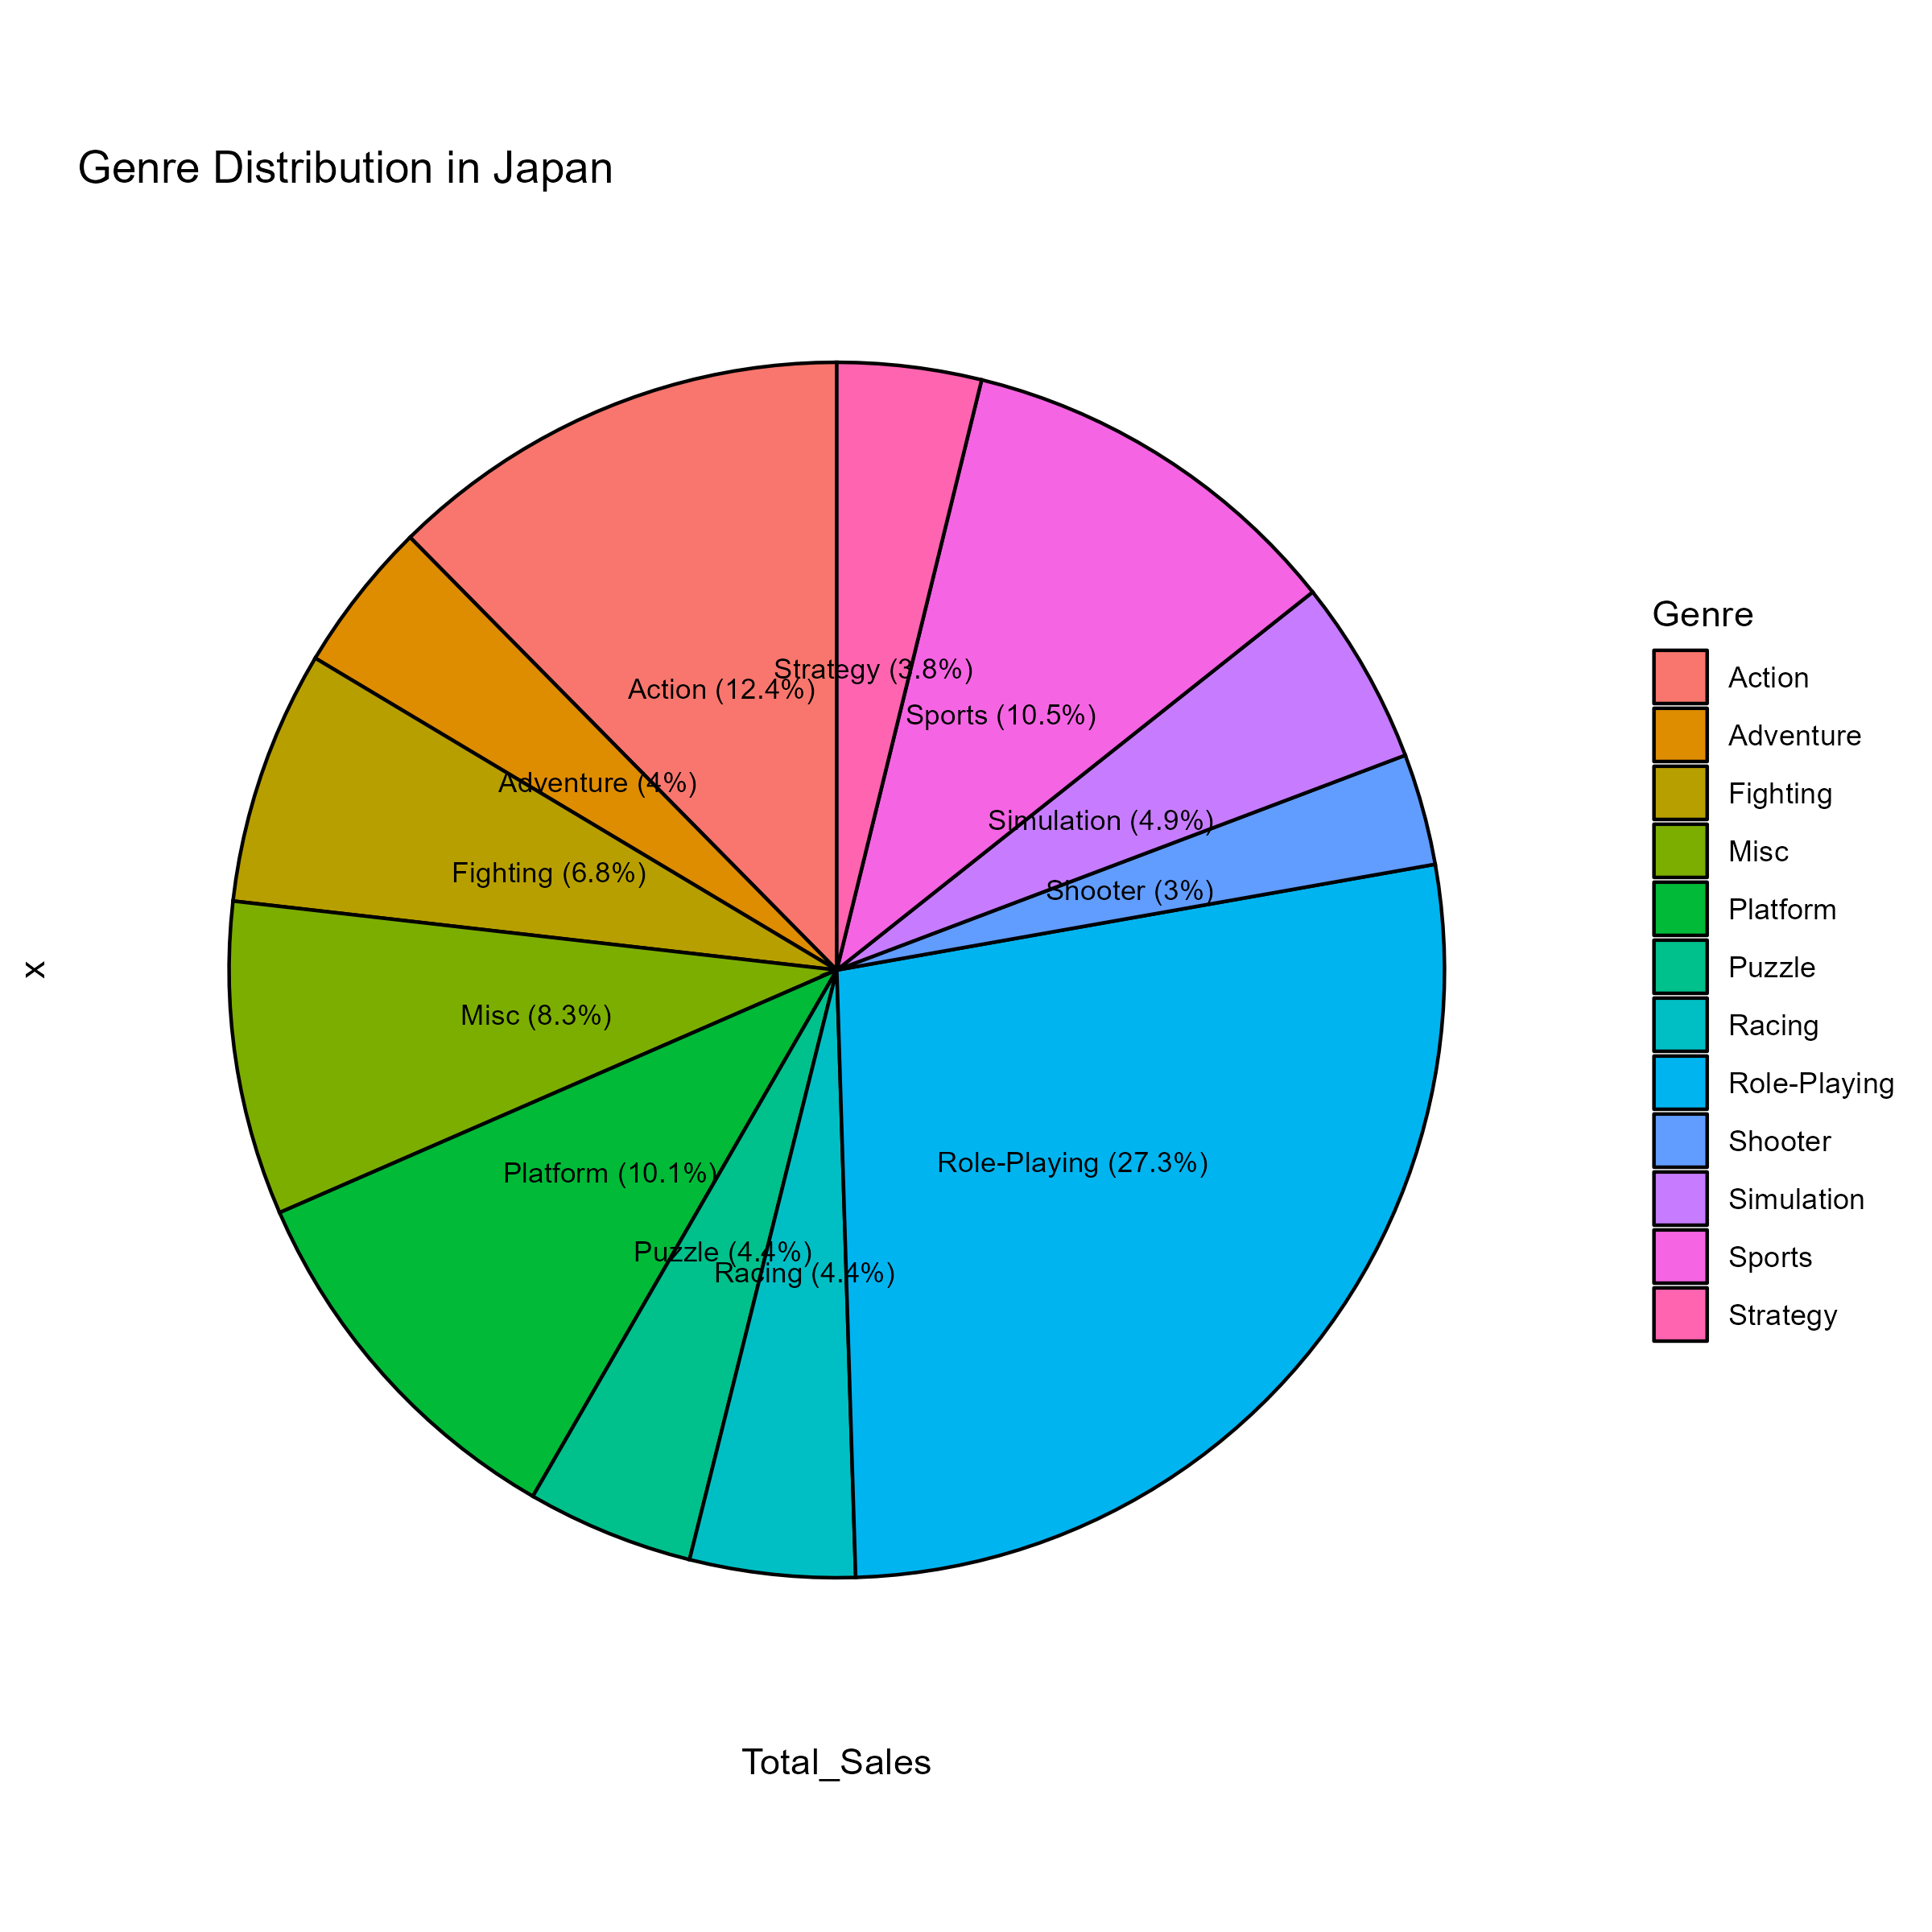 Genre Distribution in Japan
Strategy (3.8%)
Action (12.4%)
Sports (10.5%)
Adventure (4%)
Simulation (4.9%)
Fighting (6.8%)
Shooter (3%)
x
Misc (8.3%)
Role-Playing (27.3%)
Platform (10.1%)
Puzzle (4.4%)
Racing (4.4%)
Total_Sales
Genre
Action
Adventure
Fighting
Misc
Platform
Puzzle
Racing
Role-Playing
Shooter
Simulation
Sports
Strategy